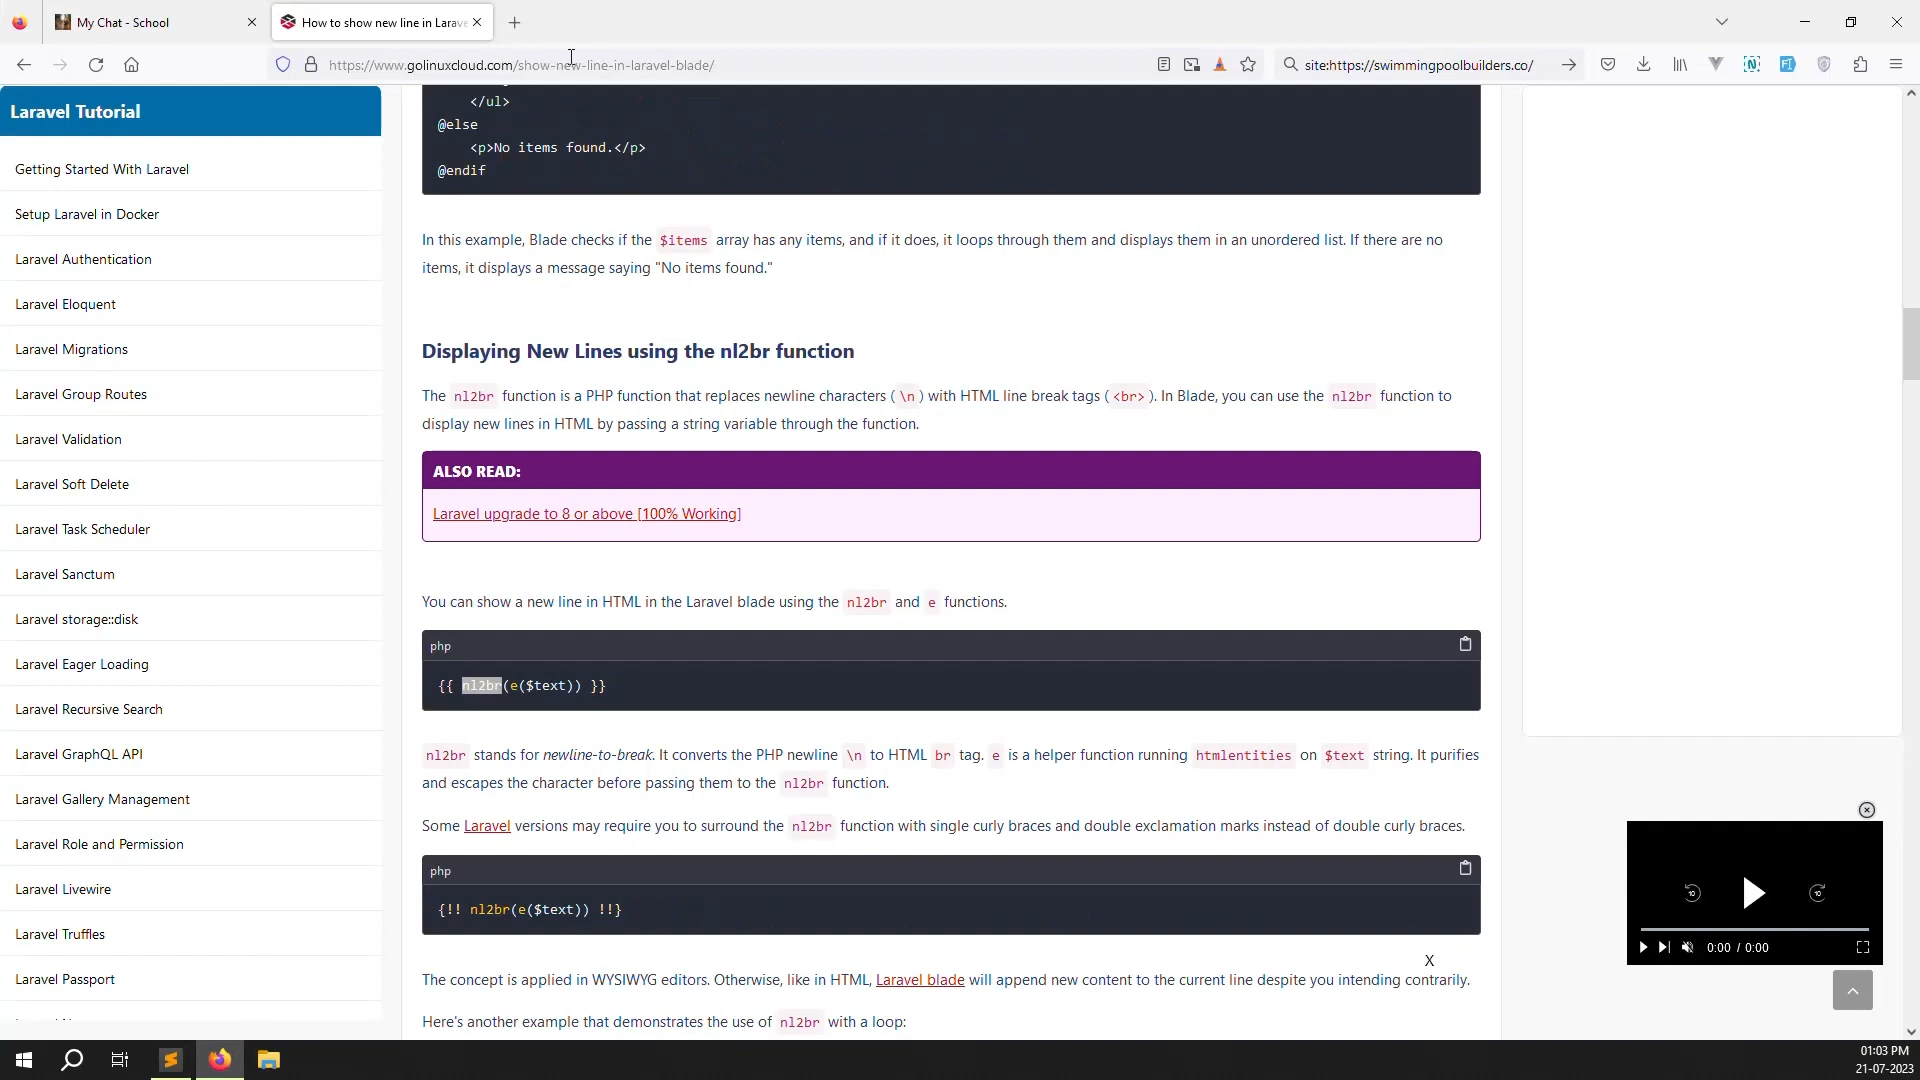 My Chat - School
How to show new line in Larave
https://www.golinuxcloud.com/show-new-line-in-laravel-blade/
site:https://swimmingpoolbuilders.co/
Laravel Tutorial
Getting Started With Laravel
Setup Laravel in Docker
Laravel Authentication
Laravel Eloquent
Laravel Migrations
Laravel Group Routes
Laravel Validation
Laravel Soft Delete
Laravel Task Scheduler
Laravel Sanctum
Laravel storage::disk
Laravel Eager Loading
Laravel Recursive Search
Laravel GraphQL API
Laravel Gallery Management
Laravel Role and Permission
Laravel Livewire
Laravel Truffles
Laravel Passport
</ul>
@else
<p>No items found.</p>
@endif
In this example, Blade checks if the $items array has any items, and if it does, it loops through them and displays them in an unordered list. If there are no
items, it displays a message saying "No items found."
Displaying New Lines using the nl2br function
The nl2br function is a PHP function that replaces newline characters ( \n ) with HTML line break tags ( <br> ). In Blade, you can use the nl2br function to
display new lines in HTML by passing a string variable through the function.
ALSO READ:
Laravel upgrade to 8 or above [100% Working]
You can show a new line in HTML in the Laravel blade using the nl2br and e functions.
php
{{ nl2br(e($text)) }}
nl2br stands for newline-to-break. It converts the PHP newline \n to HTML br tag. e is a helper function running htmlentities on $text string. It purifies
and escapes the character before passing them to the nl2br function.
Some Laravel versions may require you to surround the nl2br function with single curly braces and double exclamation marks instead of double curly braces.
php
{!! nl2br(e($text)) !!}
X
The concept is applied in WYSIWYG editors. Otherwise, like in HTML, Laravel blade will append new content to the current line despite you intending contrarily.
Here's another example that demonstrates the use of nl2br with a loop:
10
10
0:00 / 0:00
01:03 PM
21-07-2023